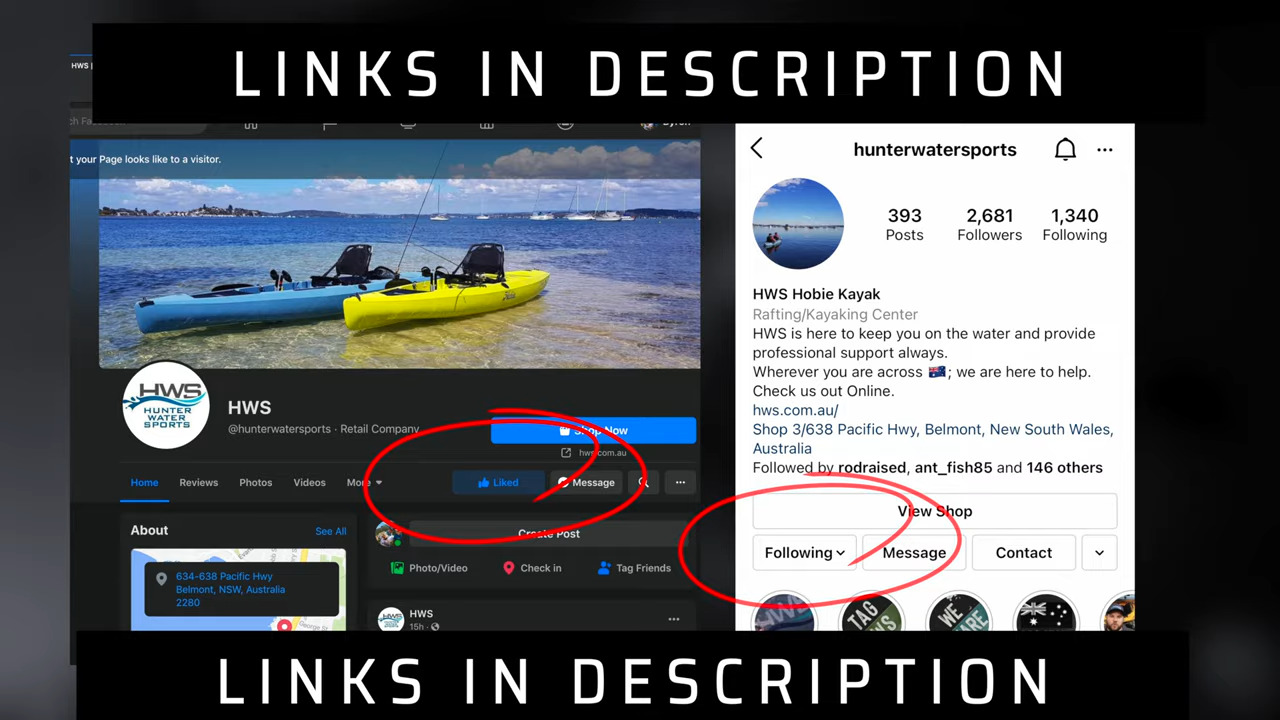 LINKS IN DESCRIPTION
HWS |
t your Page looks like to a visitor.
HWS
HUNTER
WATER
SPORTS
HWS
@hunterwatersports · Retail Company
Shop Now
hws.com.au
Home Reviews Photos Videos More
Liked Message
About See All
634-638 Pacific Hwy
Belmont, NSW, Australia
2280
Create Post
Photo/Video Check in Tag Friends
HWS
15h ·
hunterwatersports
393 2,681 1,340
Posts Followers Following
HWS Hobie Kayak
Rafting/Kayaking Center
HWS is here to keep you on the water and provide
professional support always.
Wherever you are across 🇦🇺; we are here to help.
Check us out Online.
hws.com.au/
Shop 3/638 Pacific Hwy, Belmont, New South Wales,
Australia
Followed by rodraised, ant_fish85 and 146 others
View Shop
Following Message Contact
TAG
WE
LINKS IN DESCRIPTION